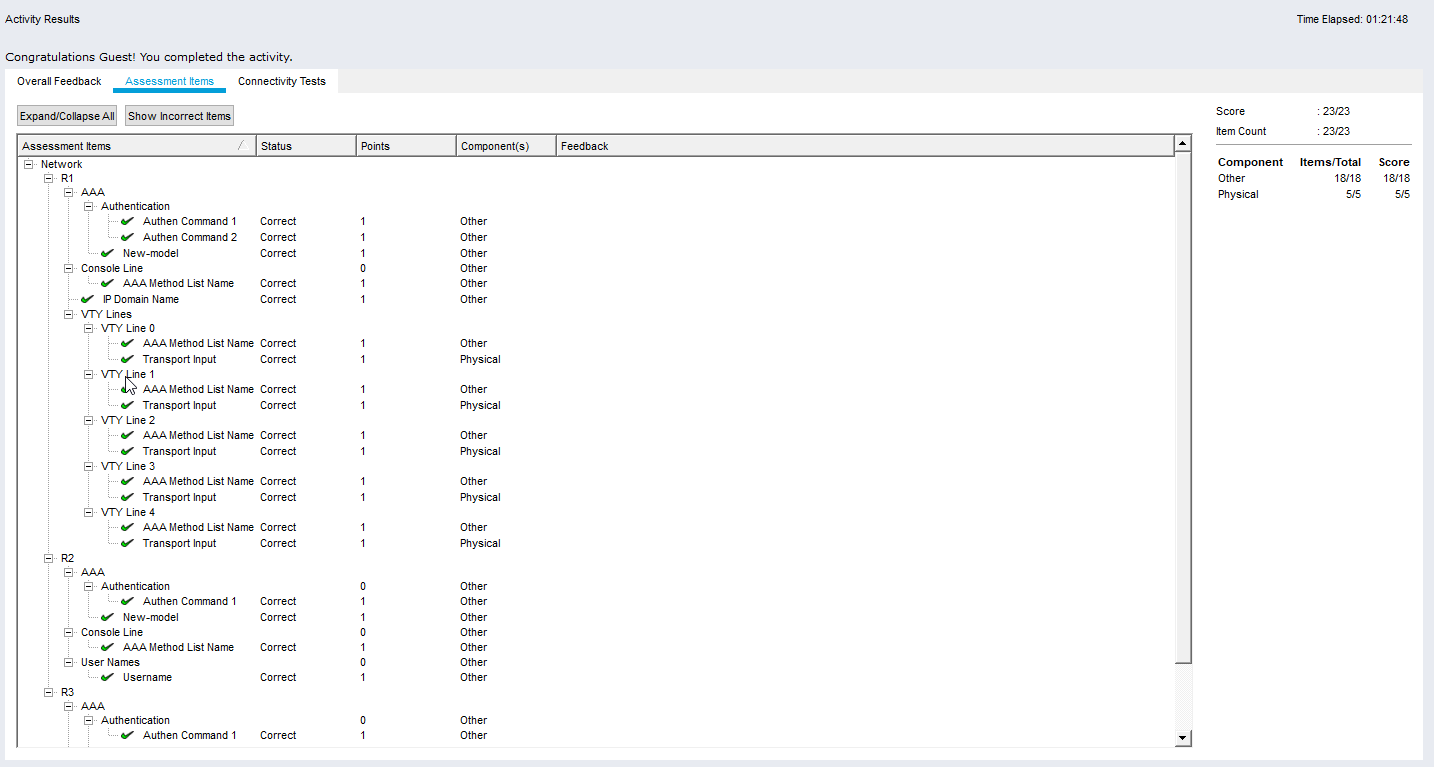 Activity Results Time Elapsed: 01:21:48
Congratulations Guest! You completed the activity.
Overall Feedback Assessment Items Connectivity Tests
Expand/Collapse All Show Incorrect Items
Assessment Items Status Points Component(s) Feedback
Network
R1
AAA
Authentication
Authen Command 1 Correct 1 Other
Authen Command 2 Correct 1 Other
New-model Correct 1 Other
Console Line 0 Other
AAA Method List Name Correct 1 Other
IP Domain Name Correct 1 Other
VTY Lines
VTY Line 0
AAA Method List Name Correct 1 Other
Transport Input Correct 1 Physical
VTY Line 1
AAA Method List Name Correct 1 Other
Transport Input Correct 1 Physical
VTY Line 2
AAA Method List Name Correct 1 Other
Transport Input Correct 1 Physical
VTY Line 3
AAA Method List Name Correct 1 Other
Transport Input Correct 1 Physical
VTY Line 4
AAA Method List Name Correct 1 Other
Transport Input Correct 1 Physical
R2
AAA
Authentication 0 Other
Authen Command 1 Correct 1 Other
New-model Correct 1 Other
Console Line 0 Other
AAA Method List Name Correct 1 Other
User Names 0 Other
Username Correct 1 Other
R3
AAA
Authentication 0 Other
Authen Command 1 Correct 1 Other
Score : 23/23
Item Count : 23/23
Component Items/Total Score
Other 18/18 18/18
Physical 5/5 5/5